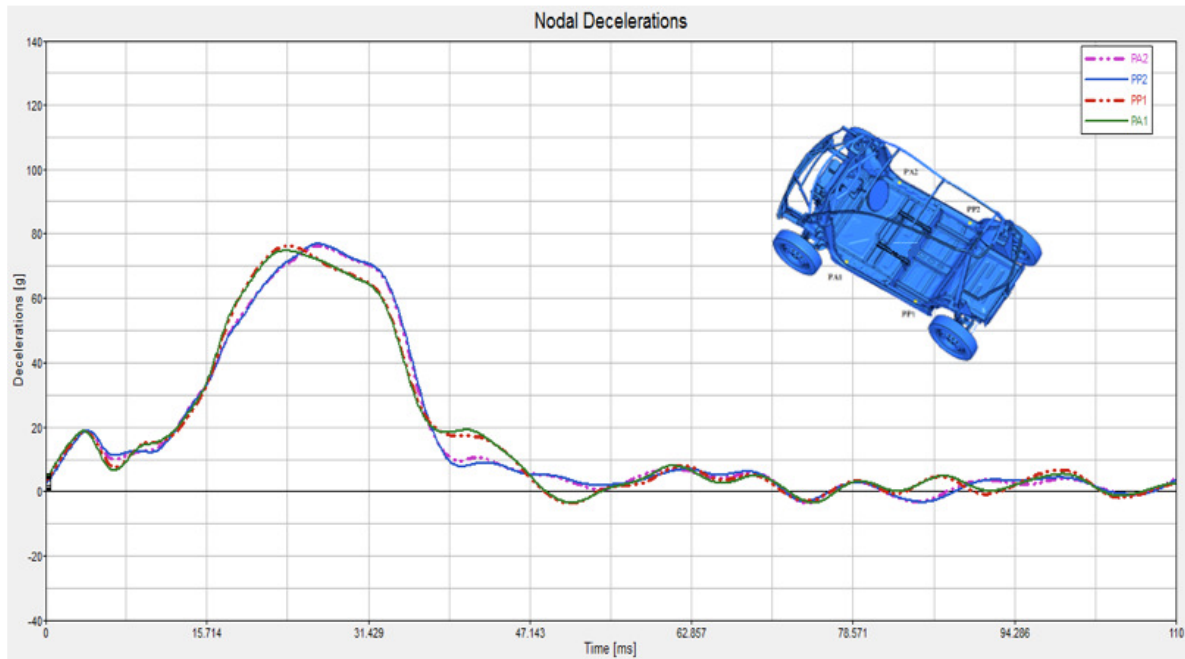 Nodal Decelerations
140
120
100
80
60
40
20
0
-20
-40
Decelerations [g]
PA2
PP2
PP1
PA1
PA2
PP2
PA1
PP1
0
15.714
31.429
47.143
62.857
78.571
94.286
110
Time [ms]